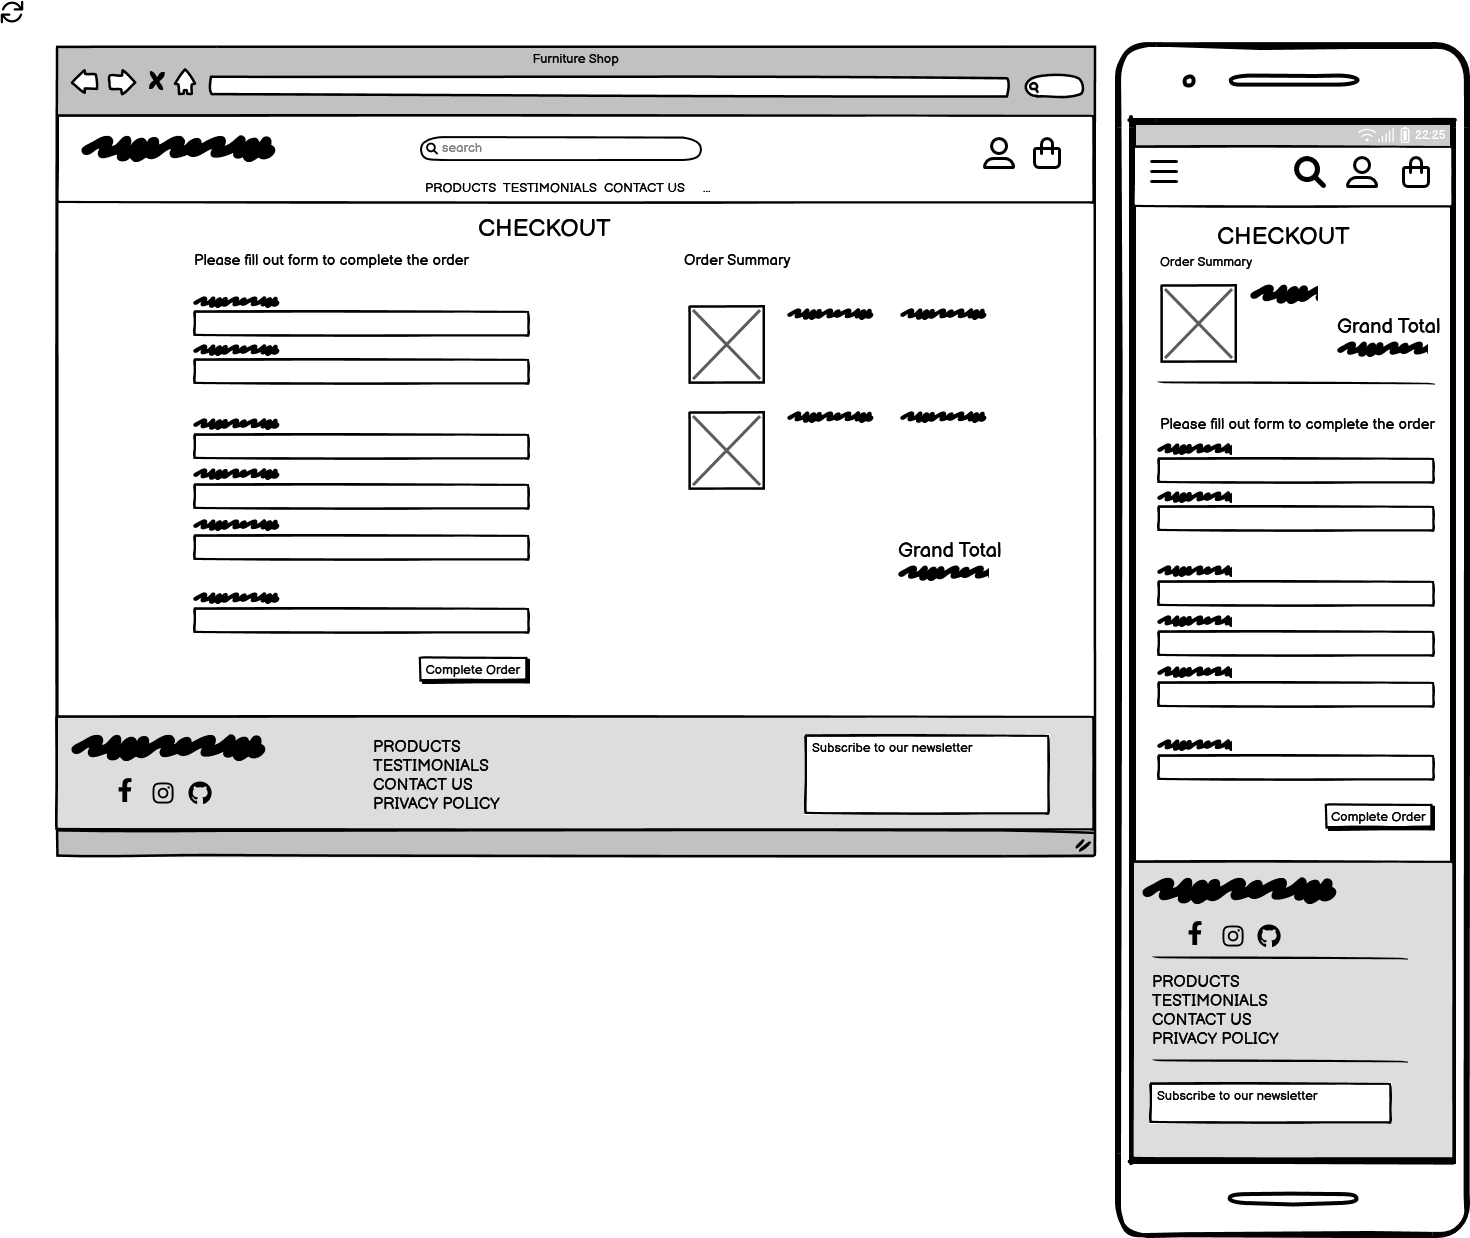 Furniture Shop
search
PRODUCTS TESTIMONIALS CONTACT US ...
CHECKOUT
Please fill out form to complete the order
Order Summary
Grand Total
Complete Order
PRODUCTS
TESTIMONIALS
CONTACT US
PRIVACY POLICY
Subscribe to our newsletter
22:25
CHECKOUT
Order Summary
Grand Total
Please fill out form to complete the order
Complete Order
PRODUCTS
TESTIMONIALS
CONTACT US
PRIVACY POLICY
Subscribe to our newsletter